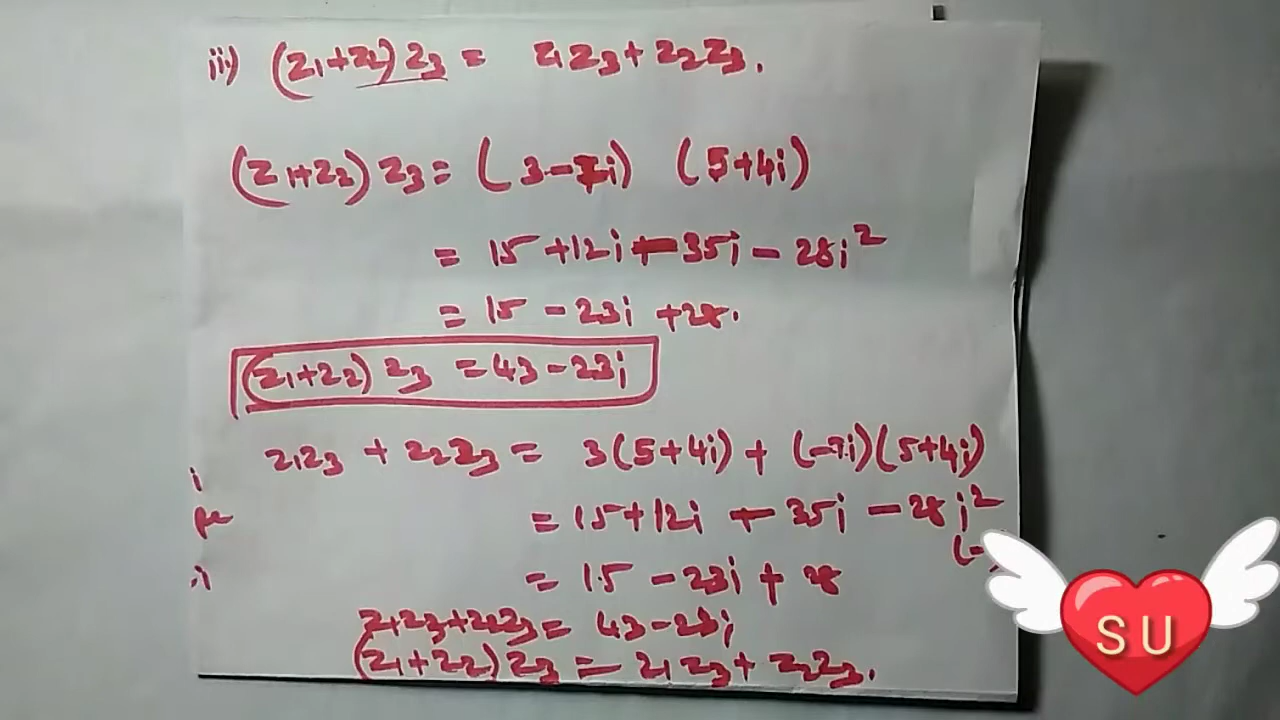 ii) (z₁+z₂) z₃ = z₁z₃ + z₂z₃.
(z₁+z₂) z₃ = (3-7i) (5+4i)
= 15 +12i - 35i - 28i²
= 15 - 23i +28.
(z₁+z₂) z₃ = 43 - 23i
z₁z₃ + z₂z₃ = 3(5+4i) + (-7i)(5+4i)
= 15+12i - 35i - 28i²
= 15 - 23i + 28
z₁z₃+z₂z₃ = 43-23i
(z₁+z₂) z₃ = z₁z₃ + z₂z₃.
SU